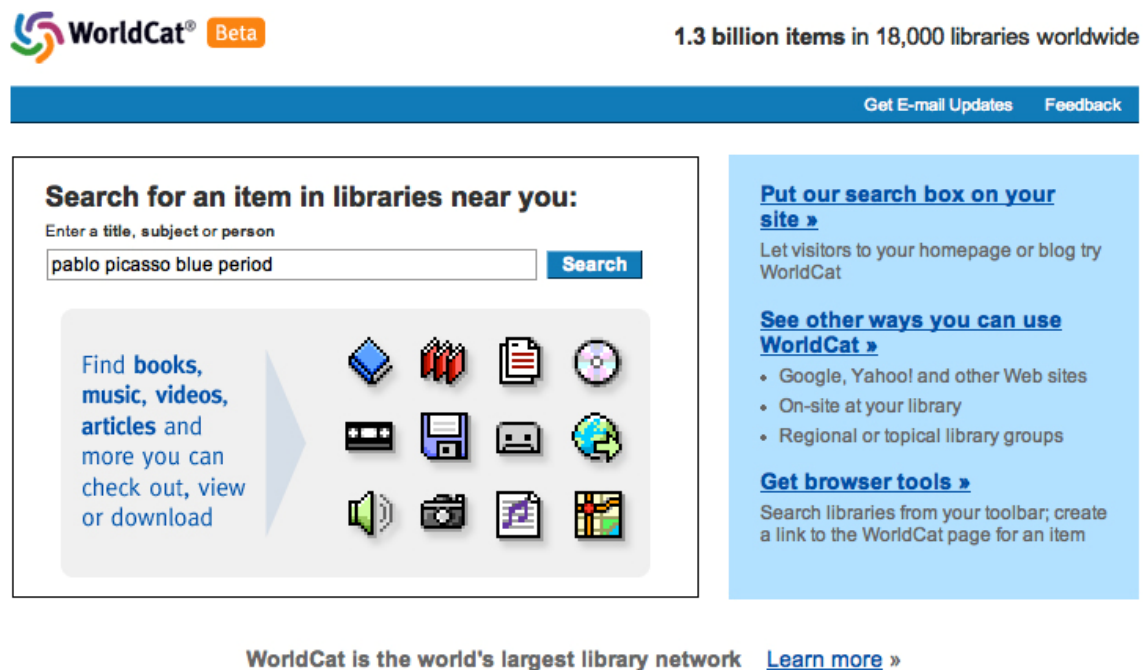 WorldCat® Beta
1.3 billion items in 18,000 libraries worldwide
Get E-mail Updates Feedback
Search for an item in libraries near you:
Enter a title, subject or person
pablo picasso blue period Search
Find books,
music, videos,
articles and
more you can
check out, view
or download
Put our search box on your
site »
Let visitors to your homepage or blog try
WorldCat
See other ways you can use
WorldCat »
• Google, Yahoo! and other Web sites
• On-site at your library
• Regional or topical library groups
Get browser tools »
Search libraries from your toolbar; create
a link to the WorldCat page for an item
WorldCat is the world's largest library network Learn more »